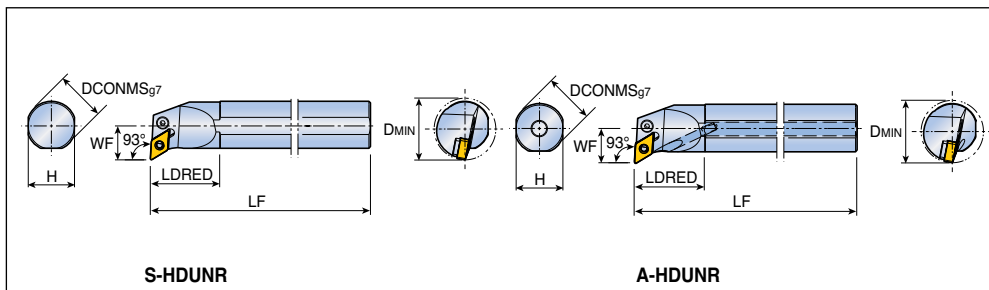 DCONMSg7
WF
93°
H
LDRED
LF
DMIN
S-HDUNR
DCONMSg7
WF
93°
H
LDRED
LF
DMIN
A-HDUNR